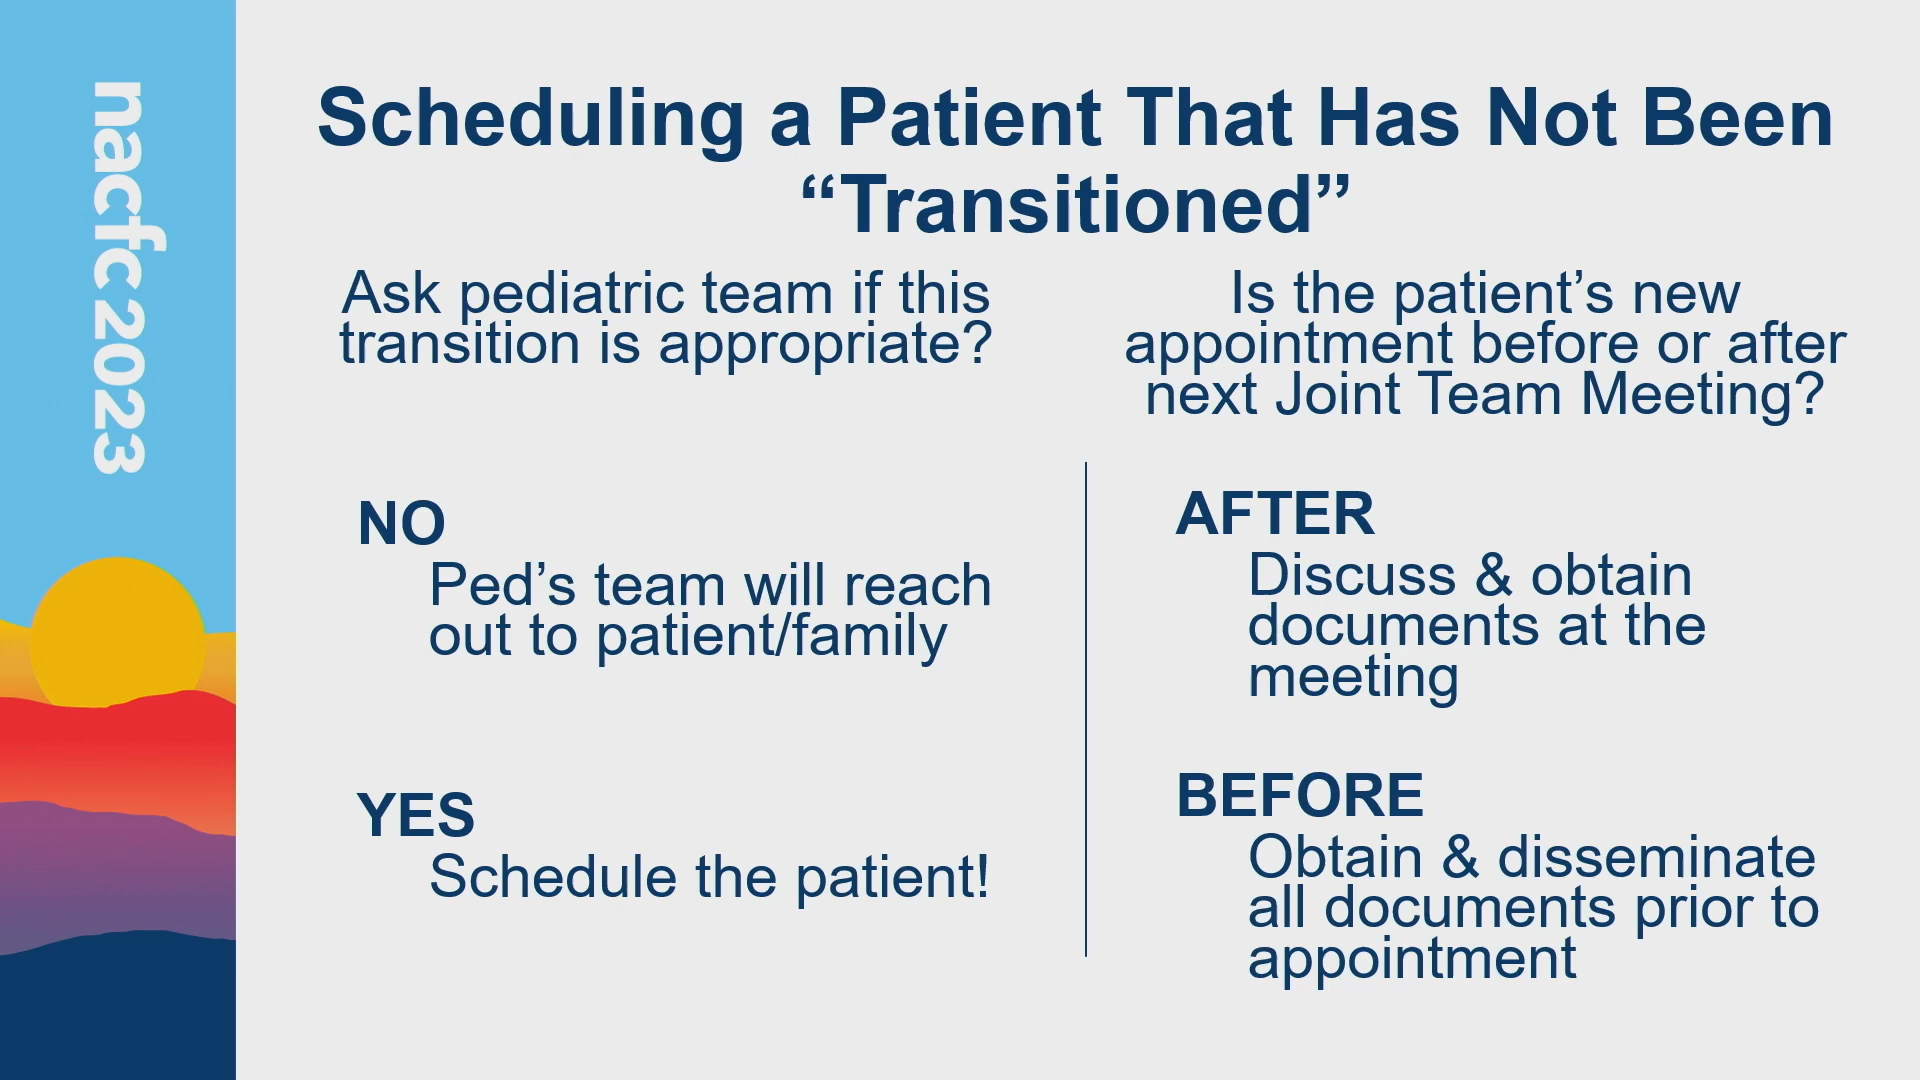 nacfc 2023
Scheduling a Patient That Has Not Been
“Transitioned”
Ask pediatric team if this
transition is appropriate?
NO
Ped’s team will reach
out to patient/family
YES
Schedule the patient!
Is the patient’s new
appointment before or after
next Joint Team Meeting?
AFTER
Discuss & obtain
documents at the
meeting
BEFORE
Obtain & disseminate
all documents prior to
appointment